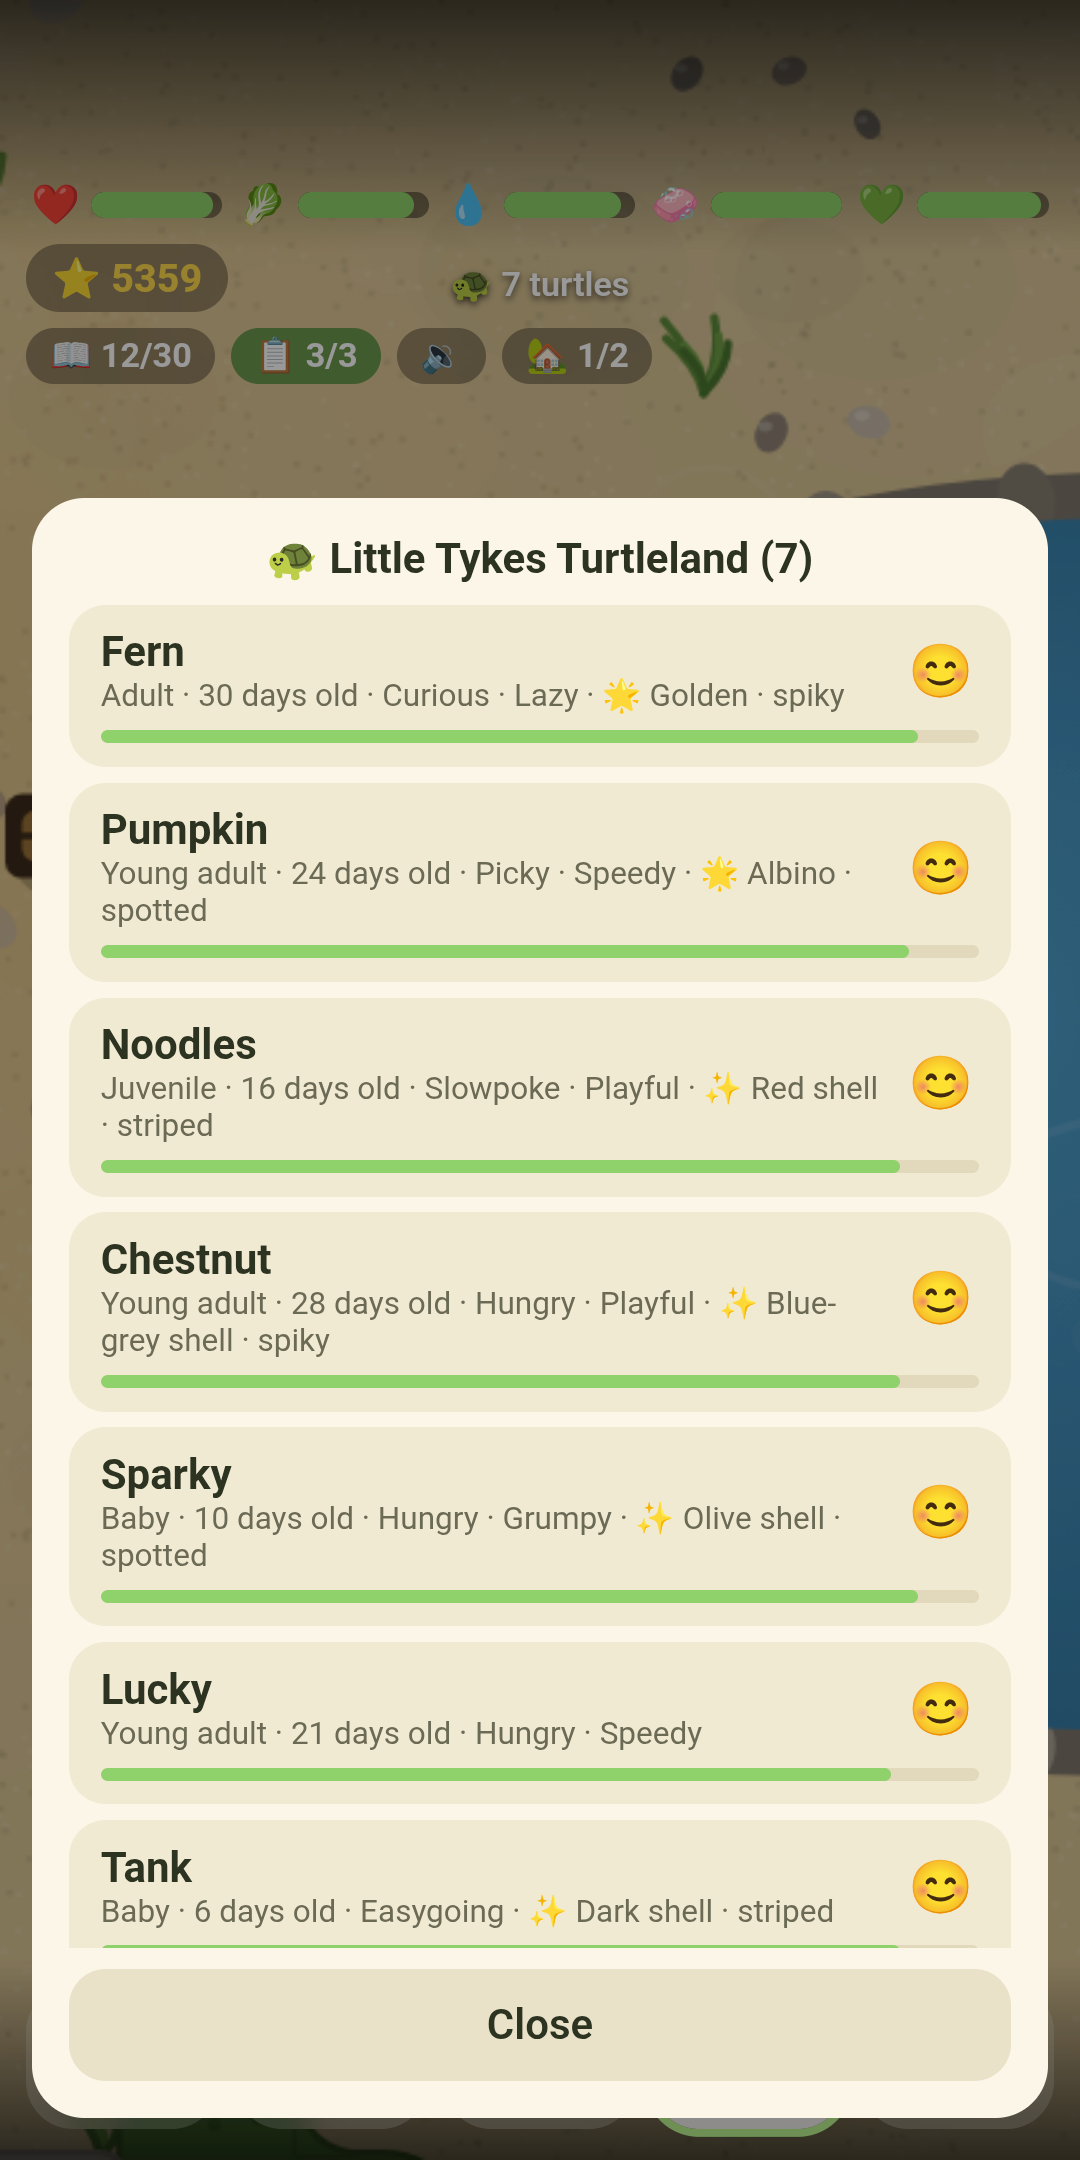 5359
7 turtles
12/30
3/3
1/2
Little Tykes Turtleland (7)
Fern
Adult · 30 days old · Curious · Lazy · 🌟 Golden · spiky
Pumpkin
Young adult · 24 days old · Picky · Speedy · 🌟 Albino ·
spotted
Noodles
Juvenile · 16 days old · Slowpoke · Playful · ✨ Red shell
· striped
Chestnut
Young adult · 28 days old · Hungry · Playful · ✨ Blue-
grey shell · spiky
Sparky
Baby · 10 days old · Hungry · Grumpy · ✨ Olive shell ·
spotted
Lucky
Young adult · 21 days old · Hungry · Speedy
Tank
Baby · 6 days old · Easygoing · ✨ Dark shell · striped
Close